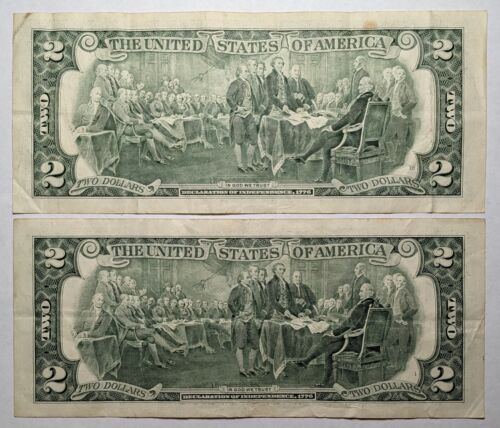 2 THE UNITED STATES OF AMERICA 2
TWO TWO
2 TWO DOLLARS IN GOD WE TRUST TWO DOLLARS 2
DECLARATION OF INDEPENDENCE, 1776
2 THE UNITED STATES OF AMERICA 2
TWO TWO
2 TWO DOLLARS IN GOD WE TRUST TWO DOLLARS 2
DECLARATION OF INDEPENDENCE, 1776